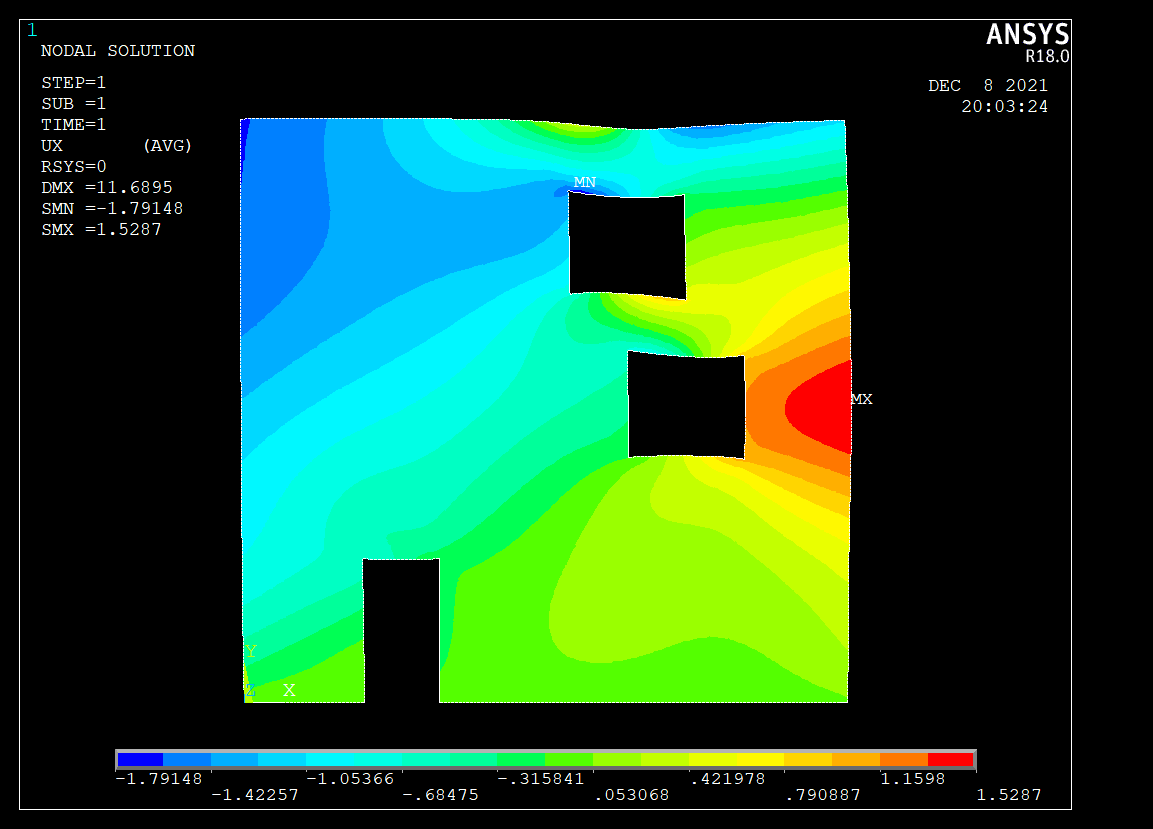 1
ANSYS
R18.0
NODAL SOLUTION
STEP=1
SUB =1
TIME=1
UX (AVG)
RSYS=0
DMX =11.6895
SMN =-1.79148
SMX =1.5287
DEC 8 2021
20:03:24
MN
MX
Y
Z X
-1.79148 -1.05366 -.315841 .421978 1.1598
-1.42257 -.68475 .053068 .790887 1.5287